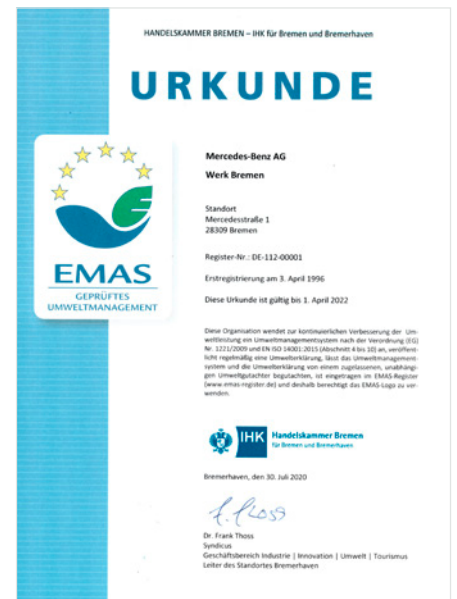 HANDELSKAMMER BREMEN – IHK für Bremen und Bremerhaven
URKUNDE
EMAS
GEPRÜFTES
UMWELTMANAGEMENT
Mercedes-Benz AG
Werk Bremen
Standort
Mercedesstraße 1
28309 Bremen
Register-Nr.: DE-112-00001
Erstregistrierung am 3. April 1996
Diese Urkunde ist gültig bis 1. April 2022
Diese Organisation wendet zur kontinuierlichen Verbesserung der Um-
weltleistung ein Umweltmanagementsystem nach der Verordnung (EG)
Nr. 1221/2009 und EN ISO 14001:2015 (Abschnitt 4 bis 10) an, veröffent-
licht regelmäßig eine Umwelterklärung, lässt das Umweltmanagement-
system und die Umwelterklärung von einem zugelassenen, unabhängi-
gen Umweltgutachter begutachten, ist eingetragen im EMAS-Register
(www.emas-register.de) und deshalb berechtigt das EMAS-Logo zu ver-
wenden.
IHK Handelskammer Bremen
für Bremen und Bremerhaven
Bremerhaven, den 30. Juli 2020
Dr. Frank Thoss
Syndicus
Geschäftsbereich Industrie | Innovation | Umwelt | Tourismus
Leiter des Standortes Bremerhaven